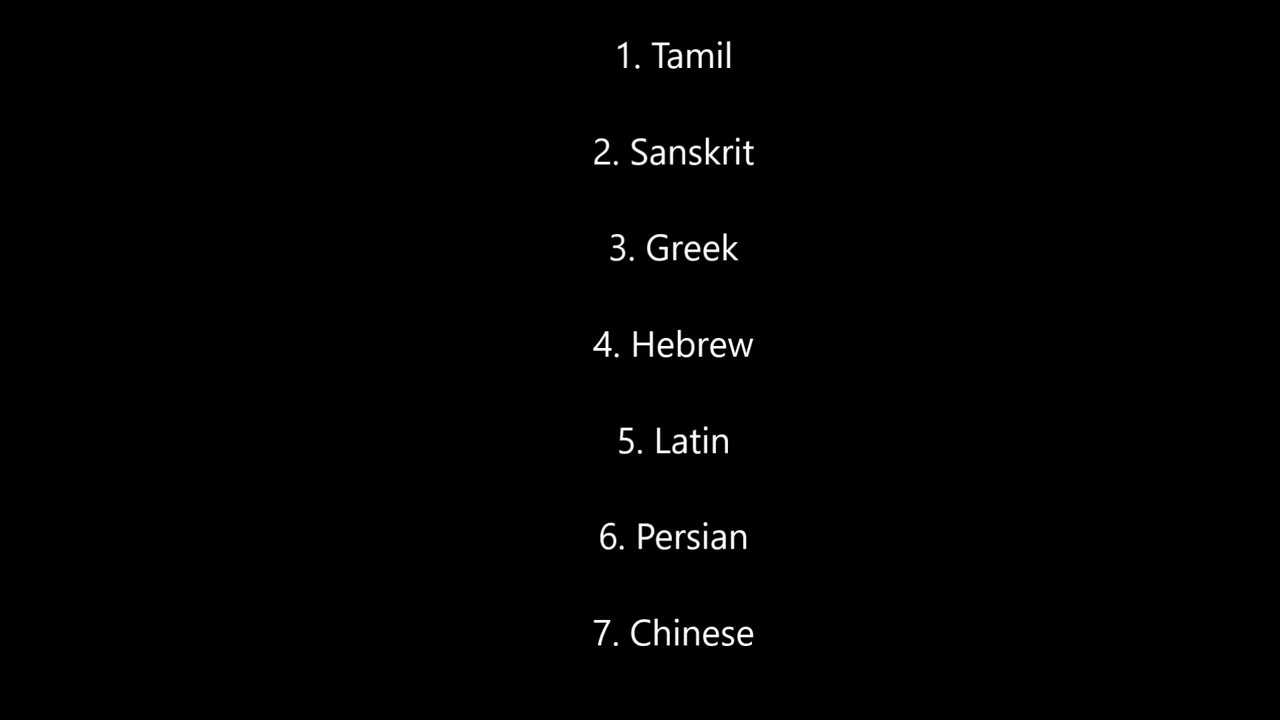 1. Tamil
2. Sanskrit
3. Greek
4. Hebrew
5. Latin
6. Persian
7. Chinese